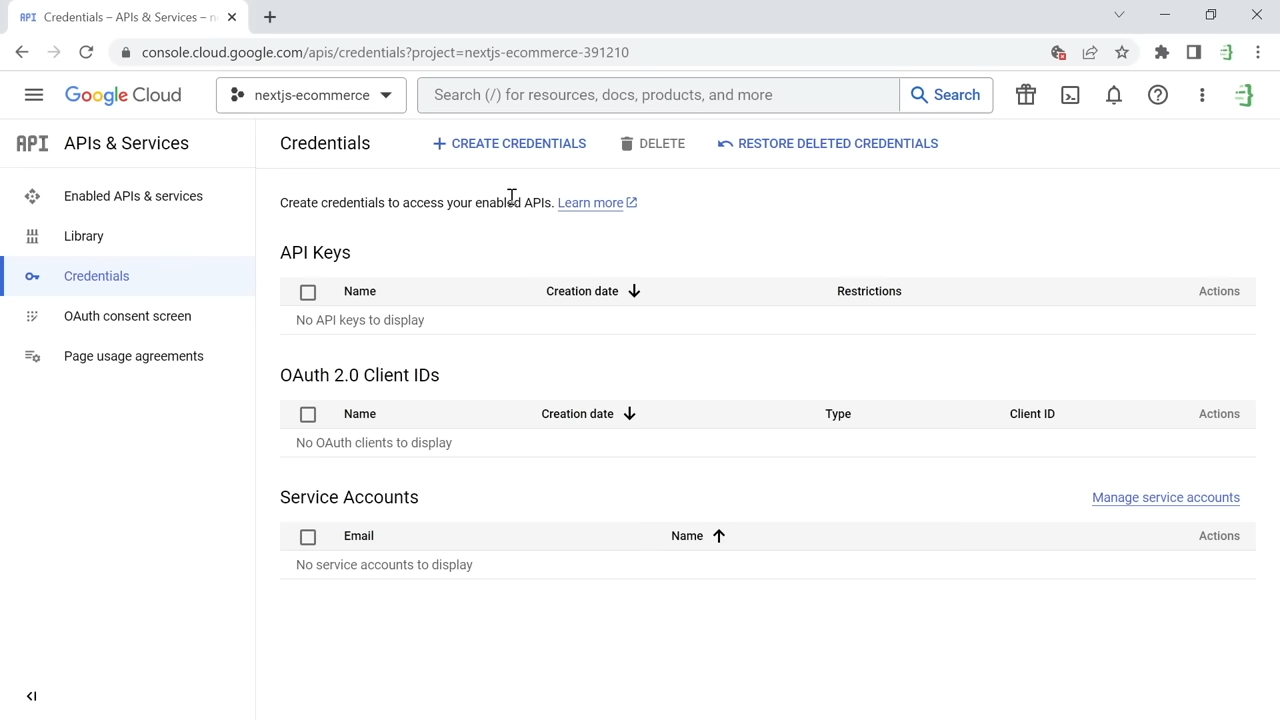 API Credentials – APIs & Services – n
console.cloud.google.com/apis/credentials?project=nextjs-ecommerce-391210
Google Cloud
nextjs-ecommerce
Search (/) for resources, docs, products, and more
Search
API APIs & Services
Credentials
CREATE CREDENTIALS
DELETE
RESTORE DELETED CREDENTIALS
Enabled APIs & services
Library
Credentials
OAuth consent screen
Page usage agreements
Create credentials to access your enabled APIs. Learn more
API Keys
Name Creation date Restrictions Actions
No API keys to display
OAuth 2.0 Client IDs
Name Creation date Type Client ID Actions
No OAuth clients to display
Service Accounts
Manage service accounts
Email Name Actions
No service accounts to display